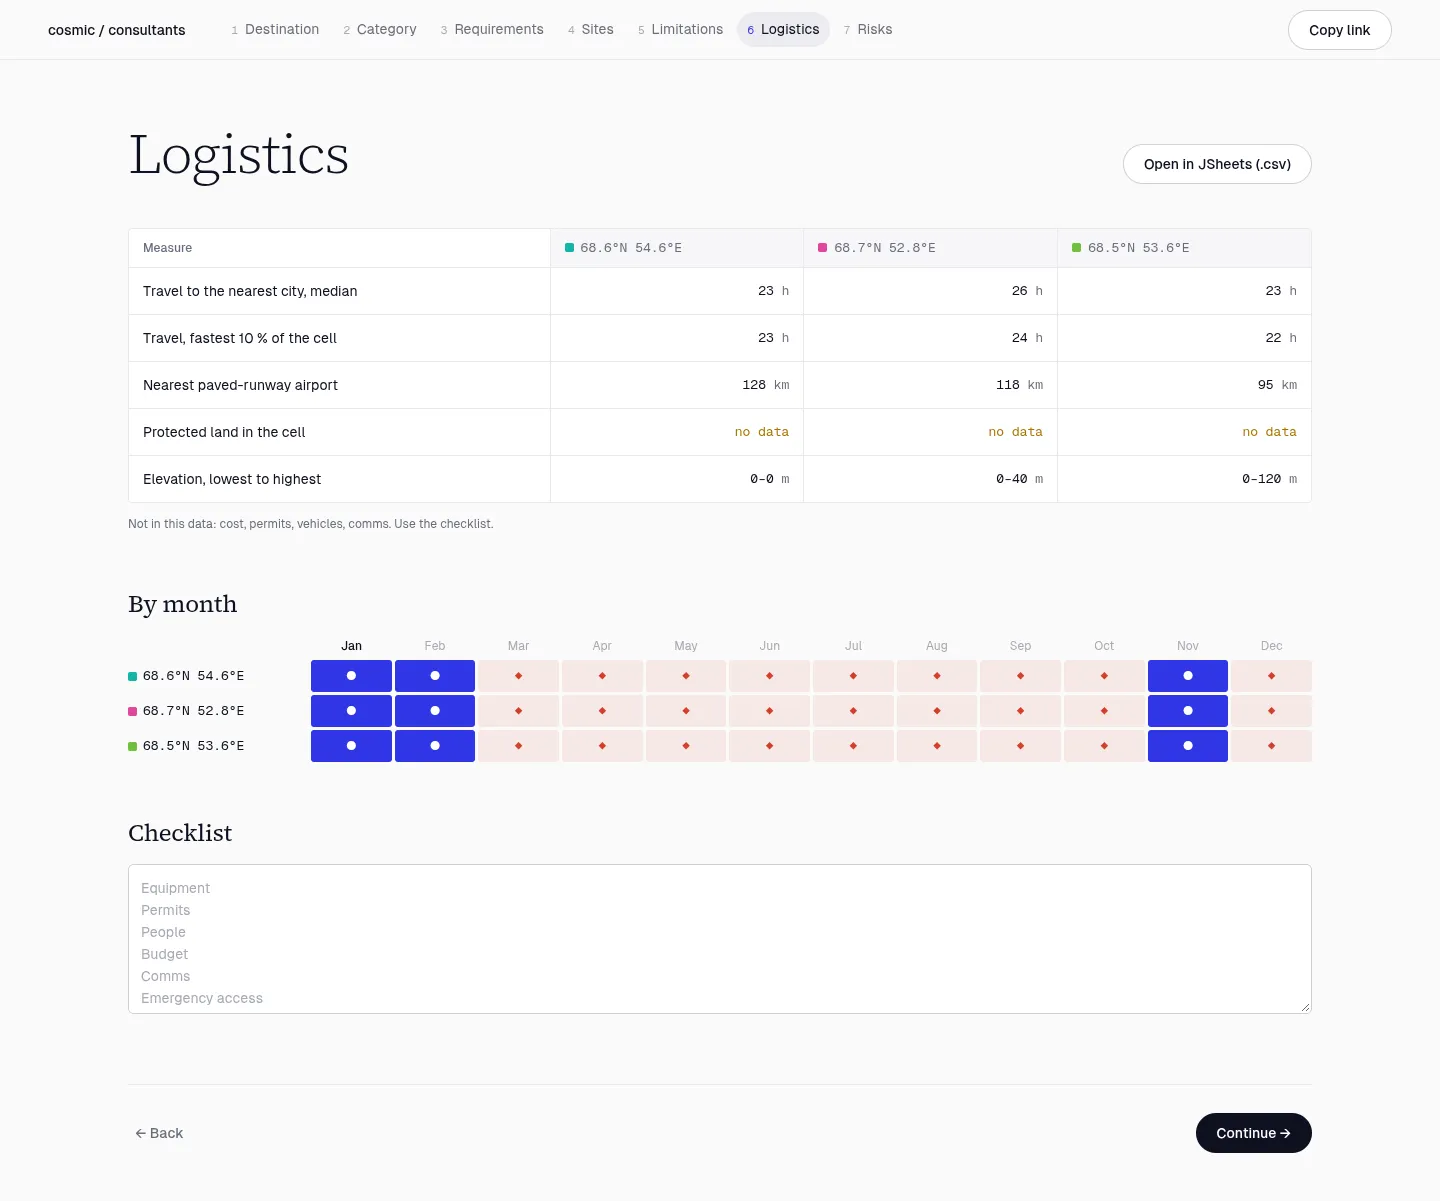 cosmic / consultants 1 Destination 2 Category 3 Requirements 4 Sites 5 Limitations 6 Logistics 7 Risks Copy link
Logistics
Open in JSheets (.csv)
Measure 68.6°N 54.6°E 68.7°N 52.8°E 68.5°N 53.6°E
Travel to the nearest city, median 23 h 26 h 23 h
Travel, fastest 10 % of the cell 23 h 24 h 22 h
Nearest paved-runway airport 128 km 118 km 95 km
Protected land in the cell no data no data no data
Elevation, lowest to highest 0–0 m 0–40 m 0–120 m
Not in this data: cost, permits, vehicles, comms. Use the checklist.
By month
Jan Feb Mar Apr May Jun Jul Aug Sep Oct Nov Dec
68.6°N 54.6°E
68.7°N 52.8°E
68.5°N 53.6°E
Checklist
Equipment
Permits
People
Budget
Comms
Emergency access
← Back Continue →